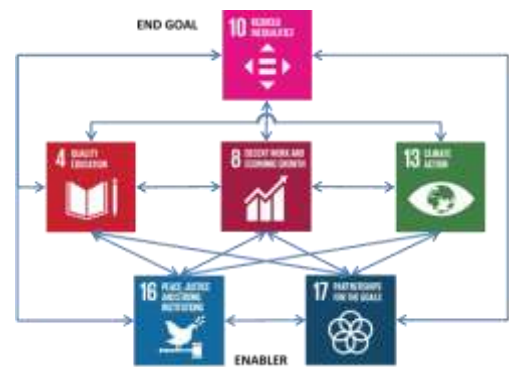 END GOAL
10 REDUCED
INEQUALITIES
4 QUALITY
EDUCATION
8 DECENT WORK AND
ECONOMIC GROWTH
13 CLIMATE
ACTION
16 PEACE, JUSTICE
AND STRONG
INSTITUTIONS
17 PARTNERSHIPS
FOR THE GOALS
ENABLER